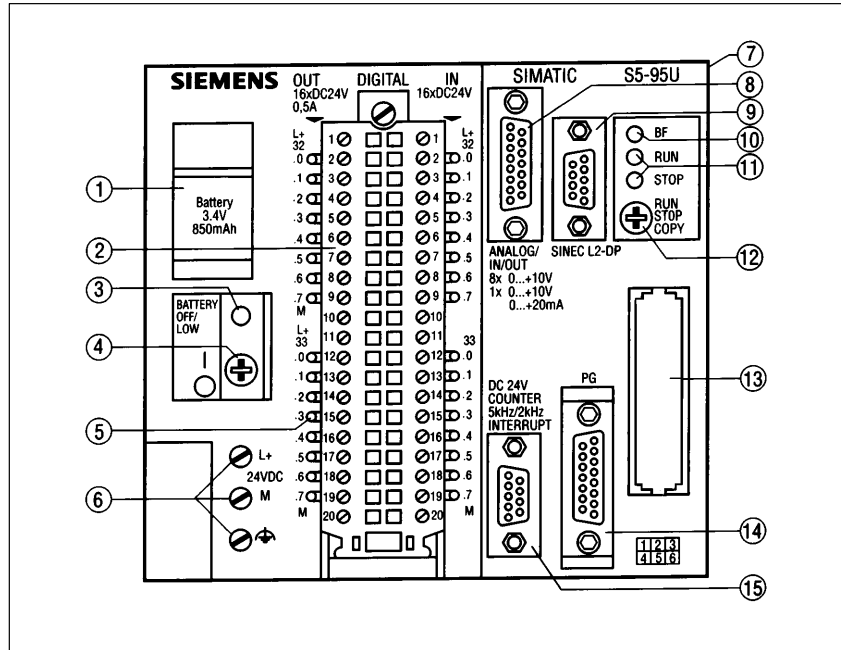 SIEMENS
OUT DIGITAL IN
16xDC24V 16xDC24V
0,5A
SIMATIC S5-95U
7
8
9
10
11
12
13
14
15
1
2
3
4
5
6
Battery
3.4V
850mAh
BATTERY
OFF/
LOW
I
L+
24VDC
M
L+
32
.0
.1
.2
.3
.4
.5
.6
.7
M
L+
33
.0
.1
.2
.3
.4
.5
.6
.7
M
1 1
2 2
3 3
4 4
5 5
6 6
7 7
8 8
9 9
10 10
11 11
12 12
13 13
14 14
15 15
16 16
17 17
18 18
19 19
20 20
L+
32
.0
.1
.2
.3
.4
.5
.6
.7
33
.0
.1
.2
.3
.4
.5
.6
.7
M
ANALOG/
IN/OUT
8x 0...+10V
1x 0...+10V
0...+20mA
SINEC L2-DP
BF
RUN
STOP
RUN
STOP
COPY
DC 24V
COUNTER
5kHz/2kHz
INTERRUPT
PG
1 2 3
4 5 6